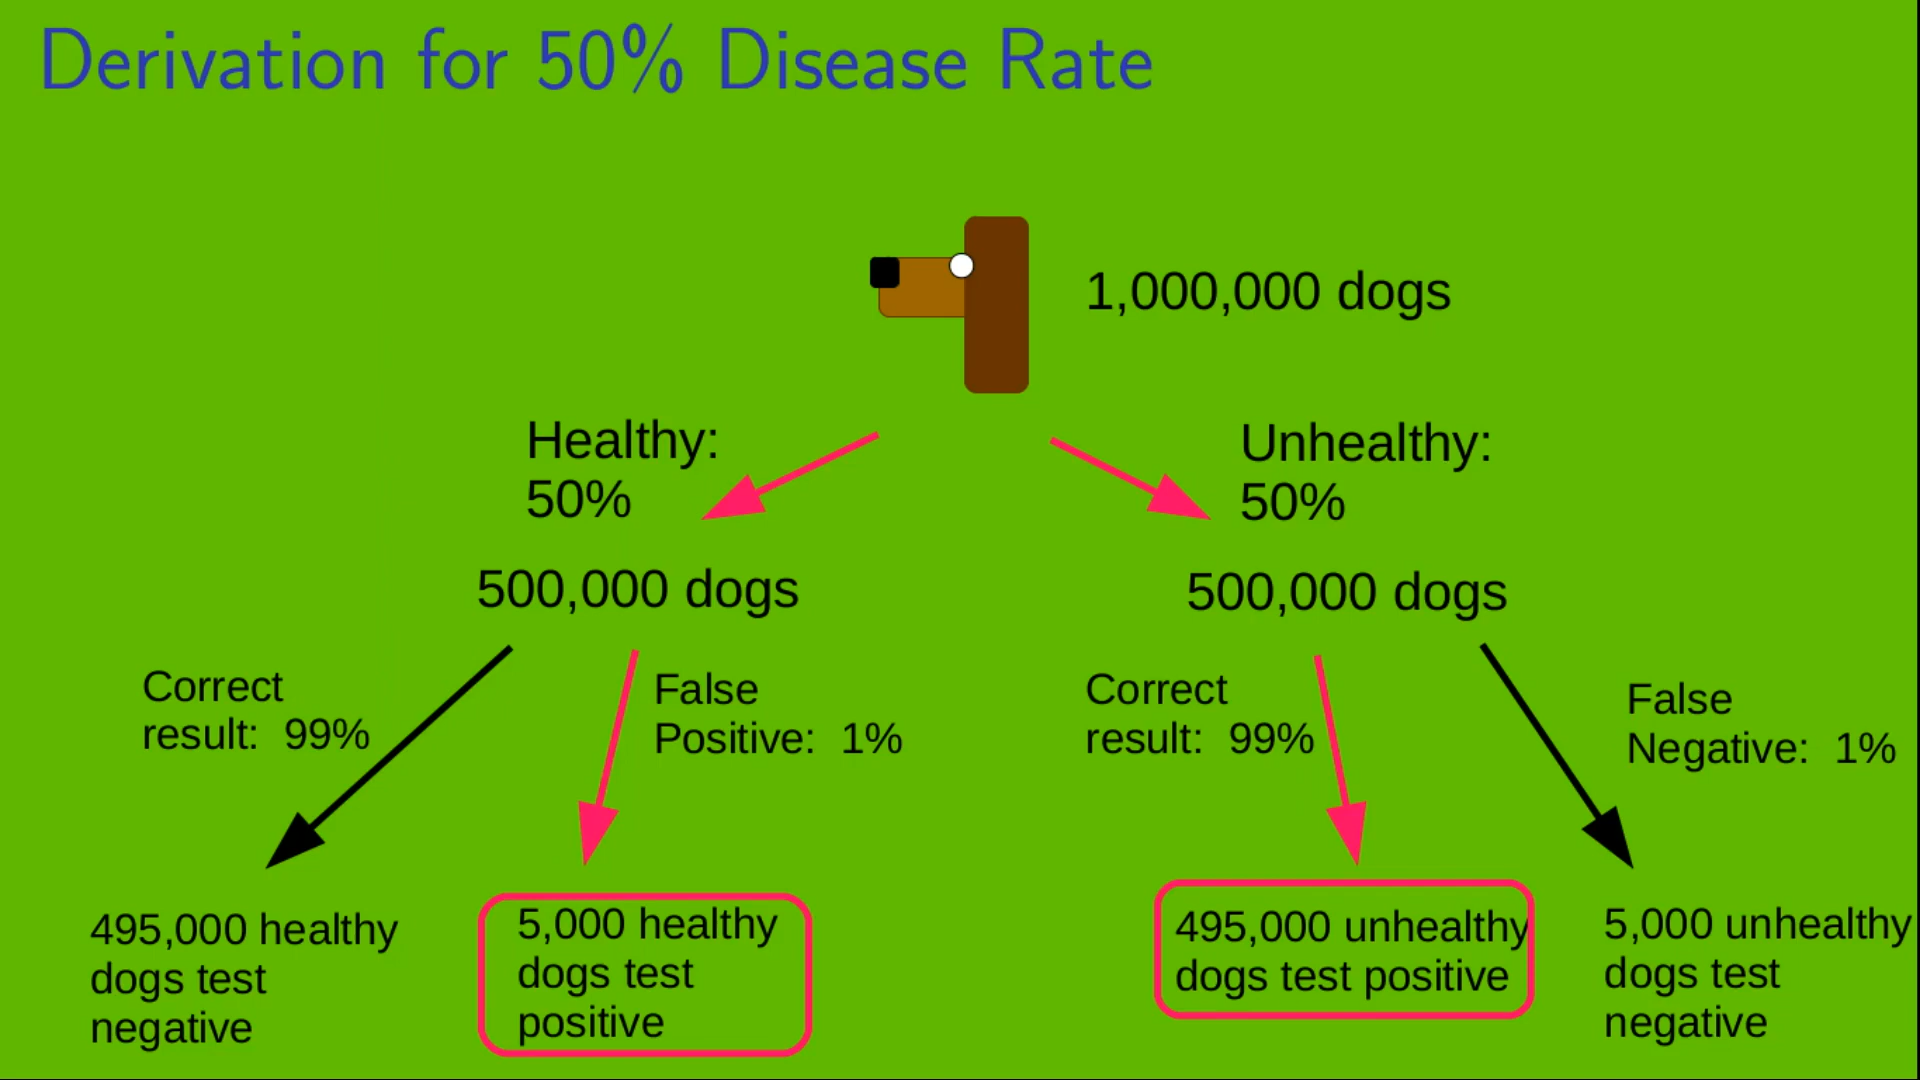 Derivation for 50% Disease Rate
1,000,000 dogs
Healthy:
50%
Unhealthy:
50%
500,000 dogs
500,000 dogs
Correct
result: 99%
False
Positive: 1%
Correct
result: 99%
False
Negative: 1%
495,000 healthy
dogs test
negative
5,000 healthy
dogs test
positive
495,000 unhealthy
dogs test positive
5,000 unhealthy
dogs test
negative